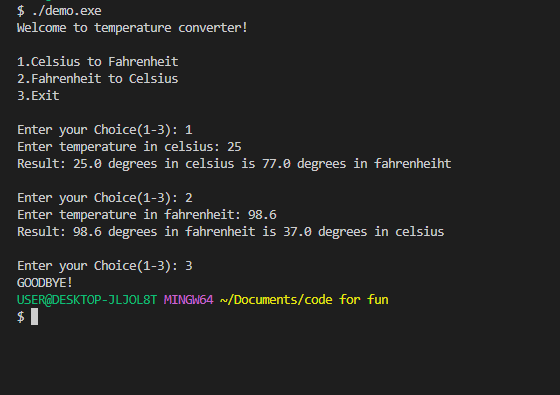 $ ./demo.exe
Welcome to temperature converter!
1.Celsius to Fahrenheit
2.Fahrenheit to Celsius
3.Exit
Enter your Choice(1-3): 1
Enter temperature in celsius: 25
Result: 25.0 degrees in celsius is 77.0 degrees in fahrenheiht
Enter your Choice(1-3): 2
Enter temperature in fahrenheit: 98.6
Result: 98.6 degrees in fahrenheit is 37.0 degrees in celsius
Enter your Choice(1-3): 3
GOODBYE!
USER@DESKTOP-JLJOL8T MINGW64 ~/Documents/code for fun
$